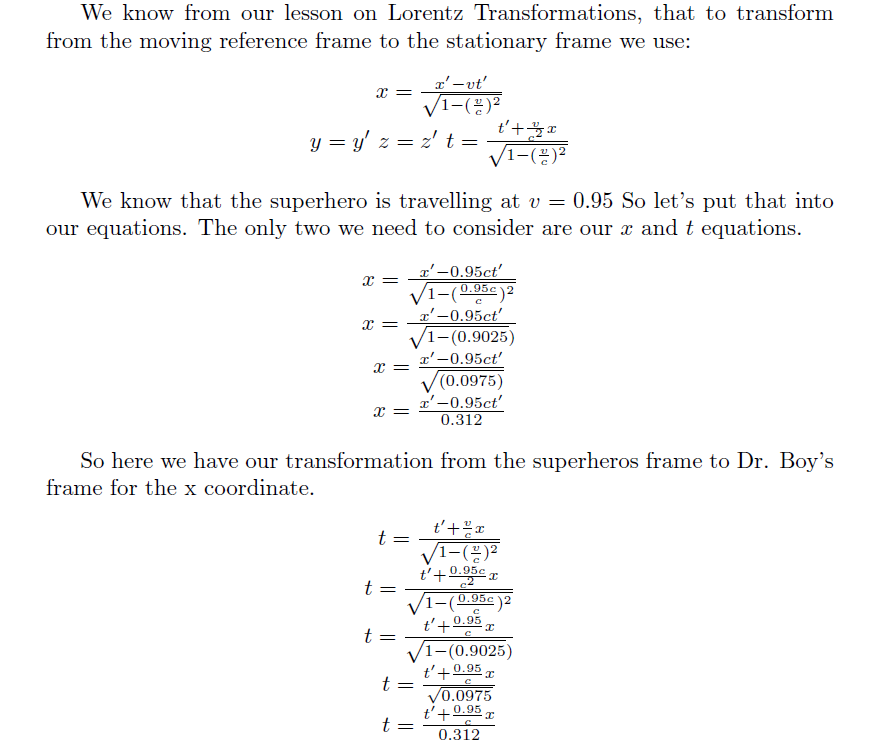 We know from our lesson on Lorentz Transformations, that to transform
from the moving reference frame to the stationary frame we use:
x = \frac{x'-vt'}{\sqrt{1-(\frac{v}{c})^2}}
y = y' z = z' t = \frac{t'+\frac{v}{c^2}x}{\sqrt{1-(\frac{v}{c})^2}}
We know that the superhero is travelling at v = 0.95 So let's put that into
our equations. The only two we need to consider are our x and t equations.
x = \frac{x'-0.95ct'}{\sqrt{1-(\frac{0.95c}{c})^2}}
x = \frac{x'-0.95ct'}{\sqrt{1-(0.9025)}}
x = \frac{x'-0.95ct'}{\sqrt{(0.0975)}}
x = \frac{x'-0.95ct'}{0.312}
So here we have our transformation from the superheros frame to Dr. Boy's
frame for the x coordinate.
t = \frac{t'+\frac{v}{c}x}{\sqrt{1-(\frac{v}{c})^2}}
t = \frac{t'+\frac{0.95c}{c^2}x}{\sqrt{1-(\frac{0.95c}{c})^2}}
t = \frac{t'+\frac{0.95}{c}x}{\sqrt{1-(0.9025)}}
t = \frac{t'+\frac{0.95}{c}x}{\sqrt{0.0975}}
t = \frac{t'+\frac{0.95}{c}x}{0.312}